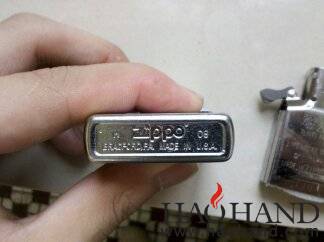 H Zippo 08
BRADFORD,PA. MADE IN U.S.A.
HAOHAND